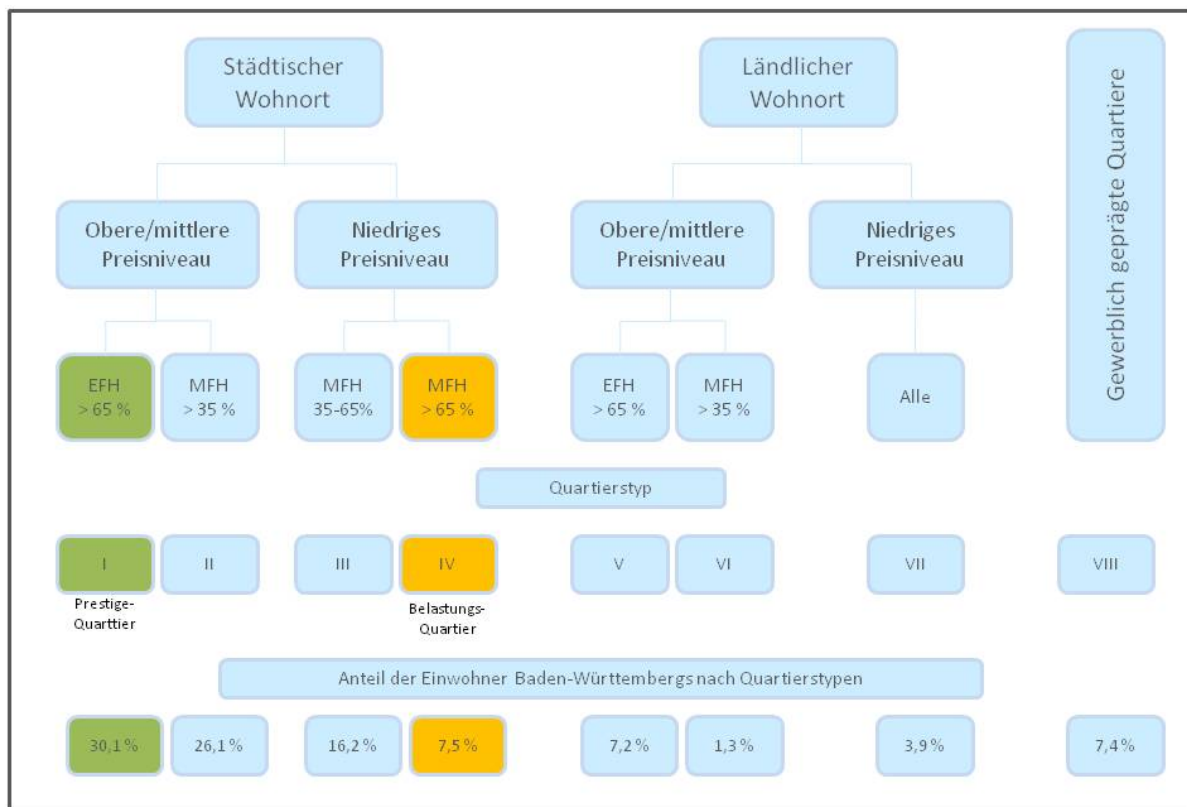 Städtischer
Wohnort
Ländlicher
Wohnort
Gewerblich geprägte Quartiere
Obere/mittlere
Preisniveau
Niedriges
Preisniveau
Obere/mittlere
Preisniveau
Niedriges
Preisniveau
EFH
> 65 %
MFH
> 35 %
MFH
35-65%
MFH
> 65 %
EFH
> 65 %
MFH
> 35 %
Alle
Quartierstyp
I
II
III
IV
V
VI
VII
VIII
Prestige-
Quarttier
Belastungs-
Quartier
Anteil der Einwohner Baden-Württembergs nach Quartierstypen
30,1 %
26,1 %
16,2 %
7,5 %
7,2 %
1,3 %
3,9 %
7,4 %